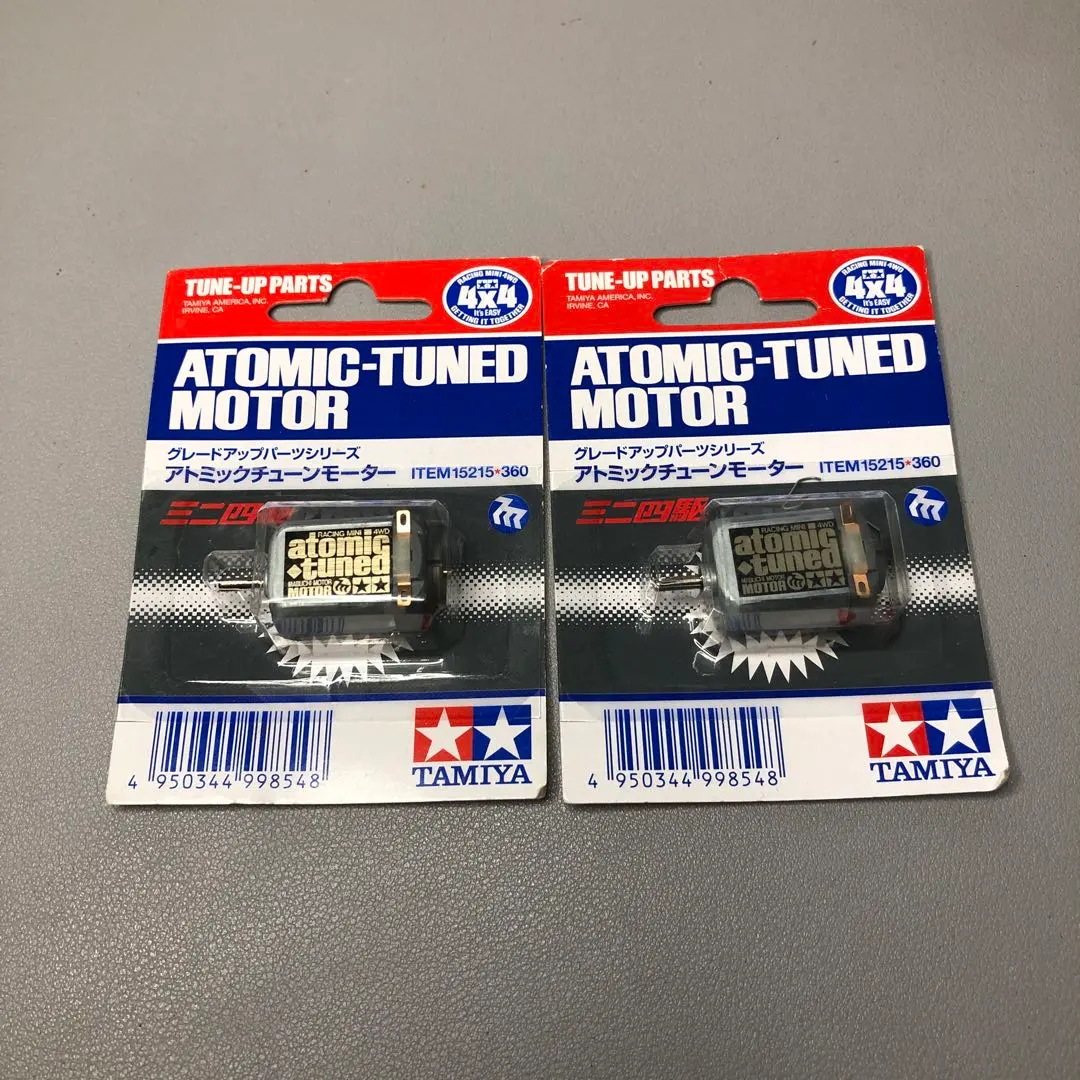 TUNE-UP PARTS
TAMIYA AMERICA, INC.
IRVINE, CA
RACING MINI 4WD
4x4
It's EASY
GETTING IT TOGETHER
ATOMIC-TUNED
MOTOR
グレードアップパーツシリーズ
アトミックチューンモーター ITEM15215*360
ミニ四
RACING MINI 4WD
atomic
tuned
MABUCHI MOTOR
MOTOR
4 950344 998548
TAMIYA
TUNE-UP PARTS
TAMIYA AMERICA, INC.
IRVINE, CA
RACING MINI 4WD
4x4
It's EASY
GETTING IT TOGETHER
ATOMIC-TUNED
MOTOR
グレードアップパーツシリーズ
アトミックチューンモーター ITEM15215*360
ミニ四駆
RACING MINI 4WD
atomic
tuned
MABUCHI MOTOR
MOTOR
4 950344 998548
TAMIYA